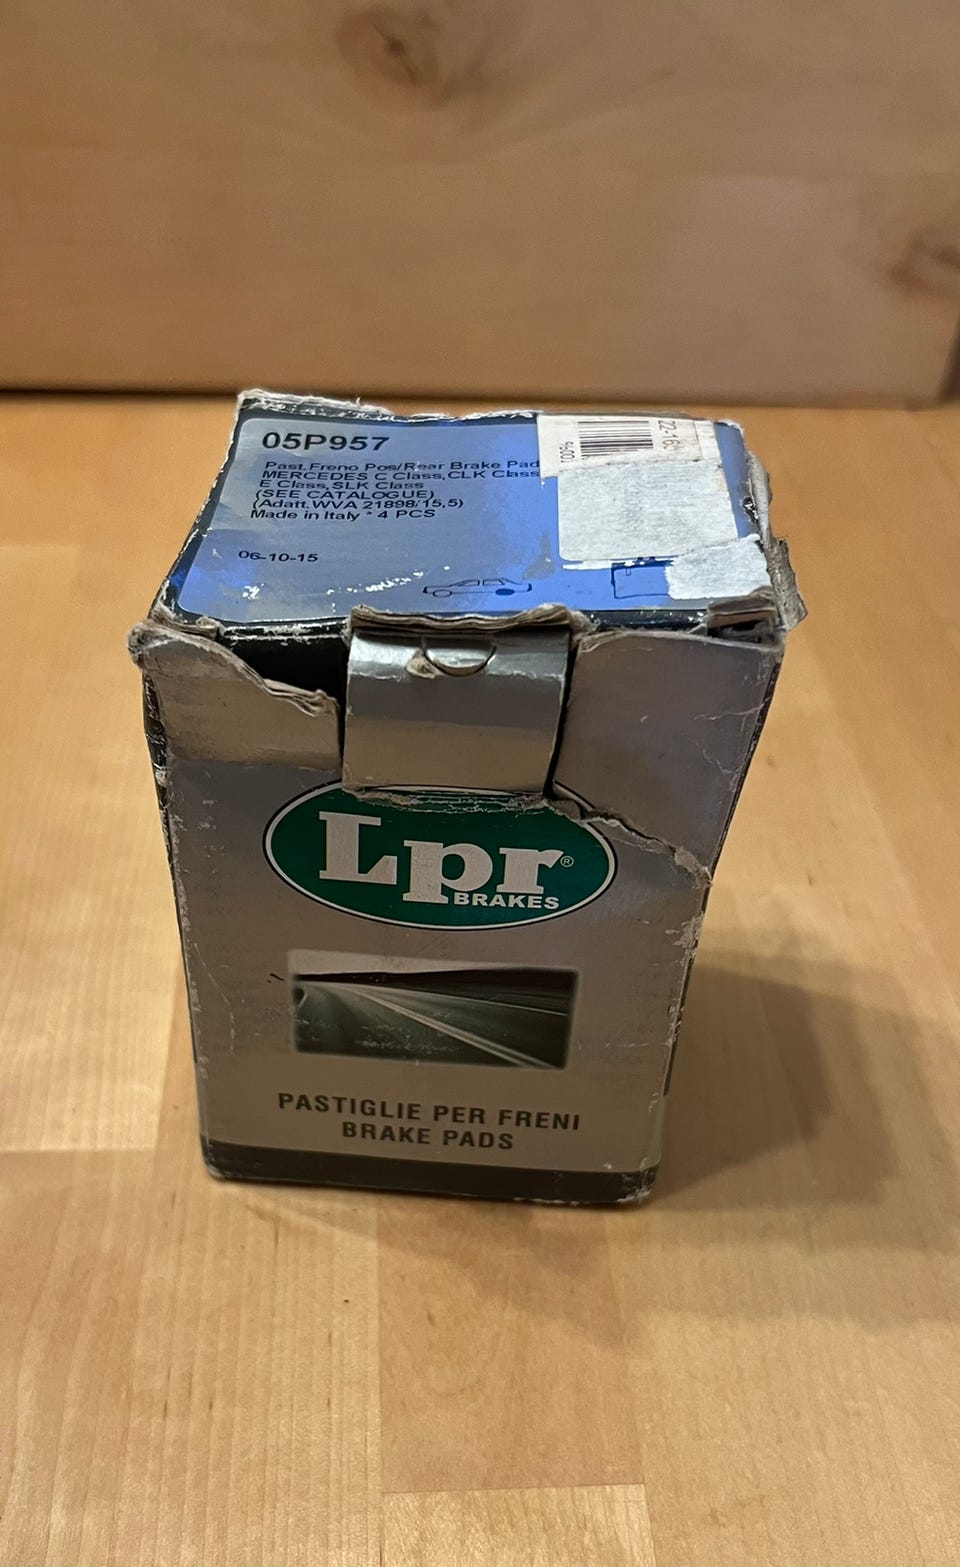 05P957
Past.Freno Pos/Rear Brake Pad
MERCEDES C Class,CLK Class
E Class,SLK Class
(SEE CATALOGUE)
(Adatt.WVA 21898/15,5)
Made in Italy * 4 PCS
06-10-15
100%
Lpr®
BRAKES
PASTIGLIE PER FRENI
BRAKE PADS